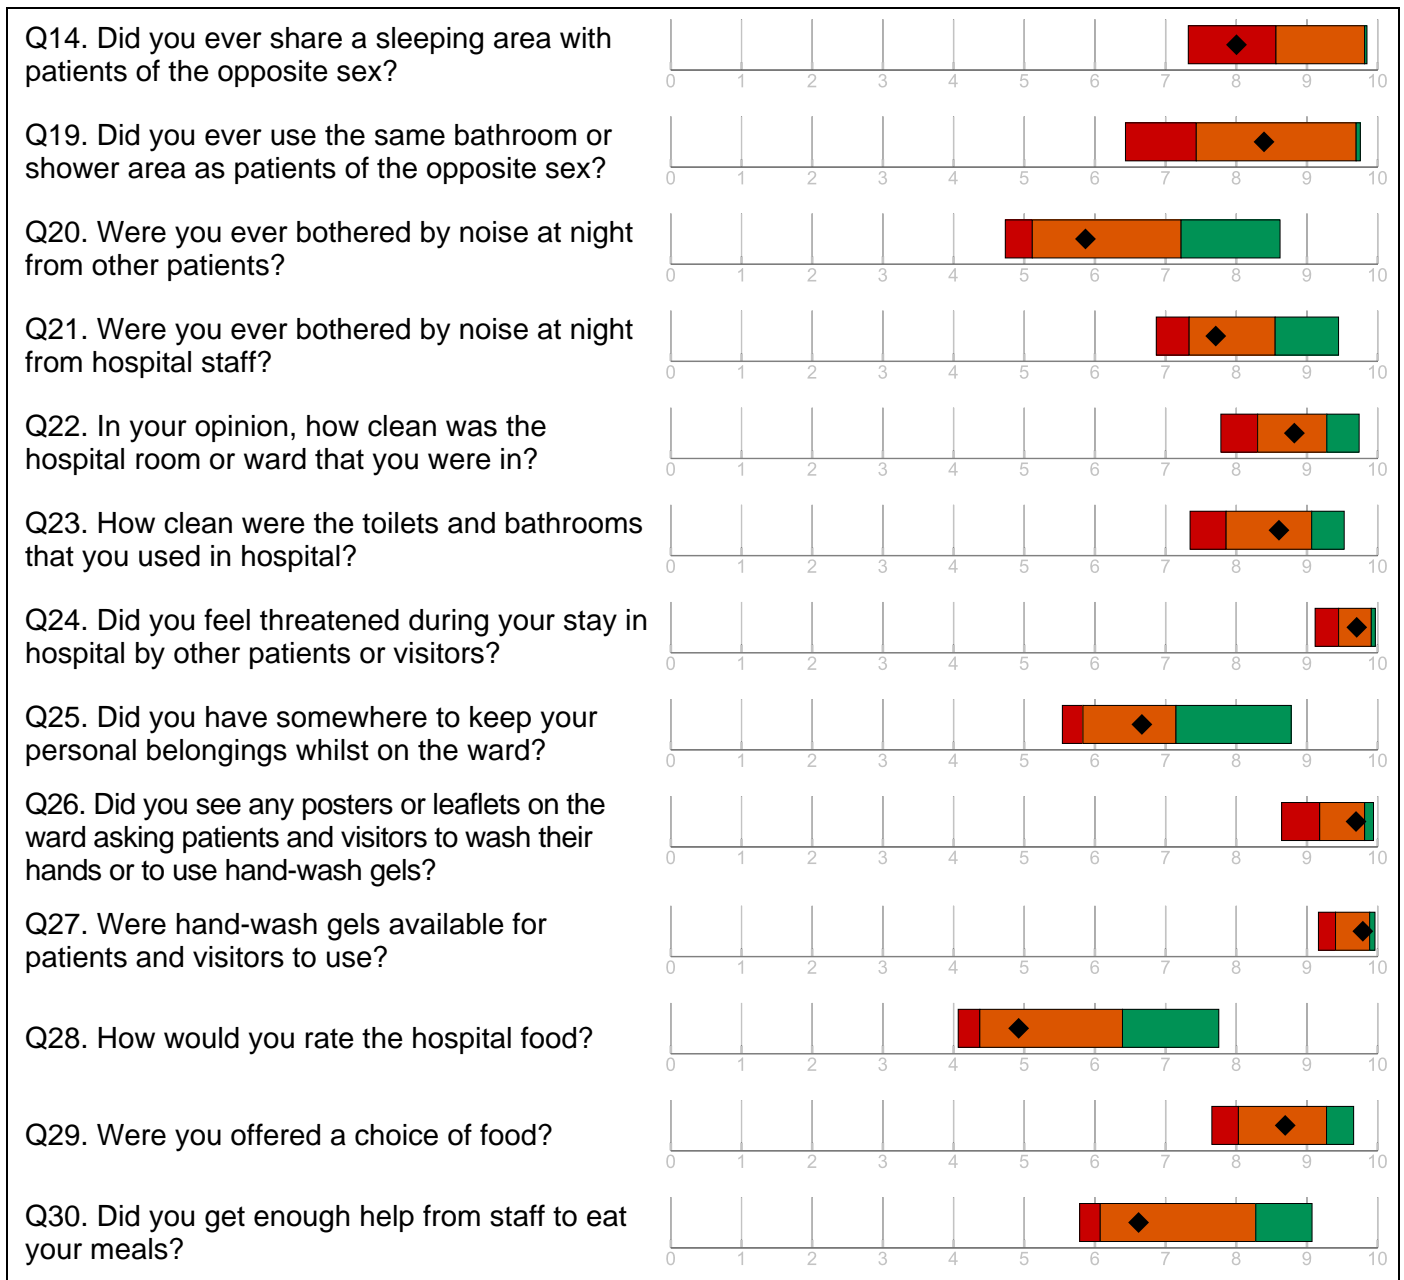 Q14. Did you ever share a sleeping area with
patients of the opposite sex?
0 1 2 3 4 5 6 7 8 9 10
Q19. Did you ever use the same bathroom or
shower area as patients of the opposite sex?
0 1 2 3 4 5 6 7 8 9 10
Q20. Were you ever bothered by noise at night
from other patients?
0 1 2 3 4 5 6 7 8 9 10
Q21. Were you ever bothered by noise at night
from hospital staff?
0 1 2 3 4 5 6 7 8 9 10
Q22. In your opinion, how clean was the
hospital room or ward that you were in?
0 1 2 3 4 5 6 7 8 9 10
Q23. How clean were the toilets and bathrooms
that you used in hospital?
0 1 2 3 4 5 6 7 8 9 10
Q24. Did you feel threatened during your stay in
hospital by other patients or visitors?
0 1 2 3 4 5 6 7 8 9 10
Q25. Did you have somewhere to keep your
personal belongings whilst on the ward?
0 1 2 3 4 5 6 7 8 9 10
Q26. Did you see any posters or leaflets on the
ward asking patients and visitors to wash their
hands or to use hand-wash gels?
0 1 2 3 4 5 6 7 8 9 10
Q27. Were hand-wash gels available for
patients and visitors to use?
0 1 2 3 4 5 6 7 8 9 10
Q28. How would you rate the hospital food?
0 1 2 3 4 5 6 7 8 9 10
Q29. Were you offered a choice of food?
0 1 2 3 4 5 6 7 8 9 10
Q30. Did you get enough help from staff to eat
your meals?
0 1 2 3 4 5 6 7 8 9 10